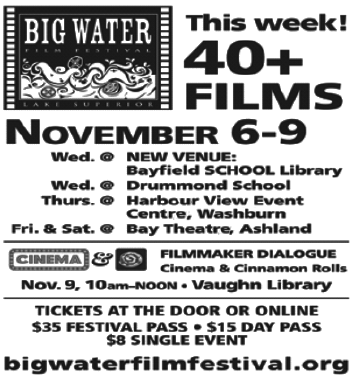 BIG WATER
FILM FESTIVAL
LAKE SUPERIOR
This week!
40+
FILMS
NOVEMBER 6-9
Wed. @ NEW VENUE:
Bayfield SCHOOL Library
Wed. @ Drummond School
Thurs. @ Harbour View Event
Centre, Washburn
Fri. & Sat. @ Bay Theatre, Ashland
CINEMA & FILMMAKER DIALOGUE
Cinema & Cinnamon Rolls
Nov. 9, 10am-NOON • Vaughn Library
TICKETS AT THE DOOR OR ONLINE
$35 FESTIVAL PASS • $15 DAY PASS
$8 SINGLE EVENT
bigwaterfilmfestival.org